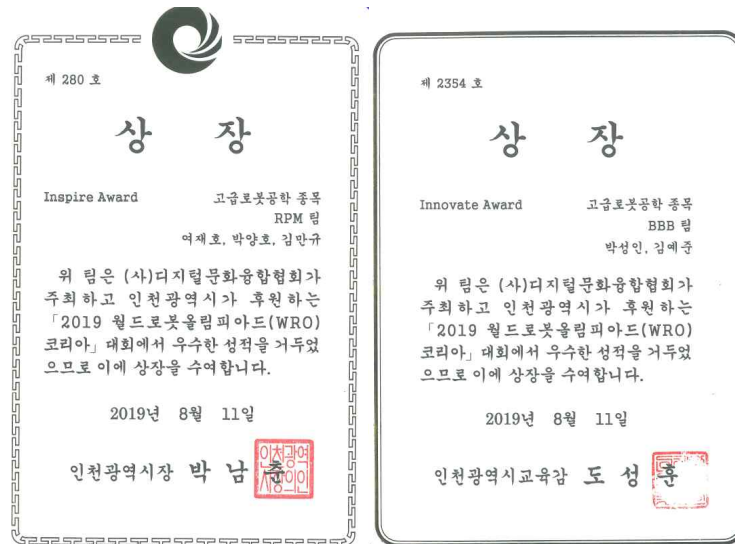 제 280 호
상 장
Inspire Award 고급로봇공학 종목
RPM 팀
여재호, 박양호, 김만규
위 팀은 (사)디지털문화융합협회가
주최하고 인천광역시가 후원하는
「2019 월드로봇올림피아드(WRO)
코리아」대회에서 우수한 성적을 거두었
으므로 이에 상장을 수여합니다.
2019년 8월 11일
인천광역시장 박 남 춘
제 2354 호
상 장
Innovate Award 고급로봇공학 종목
BBB 팀
박성인, 김예준
위 팀은 (사)디지털문화융합협회가
주최하고 인천광역시가 후원하는
「2019 월드로봇올림피아드(WRO)
코리아」대회에서 우수한 성적을 거두었
으므로 이에 상장을 수여합니다.
2019년 8월 11일
인천광역시교육감 도 성 훈